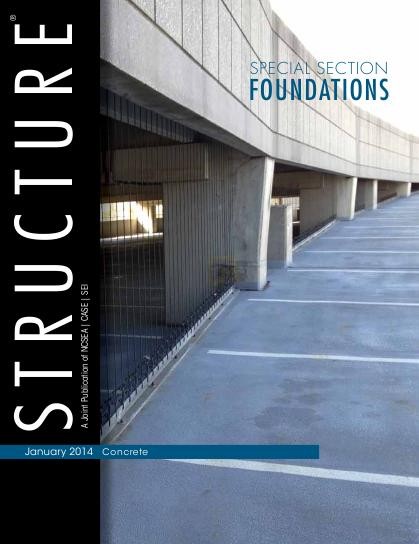 STRUCTURE®
A Joint Publication of NCSEA | CASE | SEI
SPECIAL SECTION
FOUNDATIONS
January 2014 Concrete